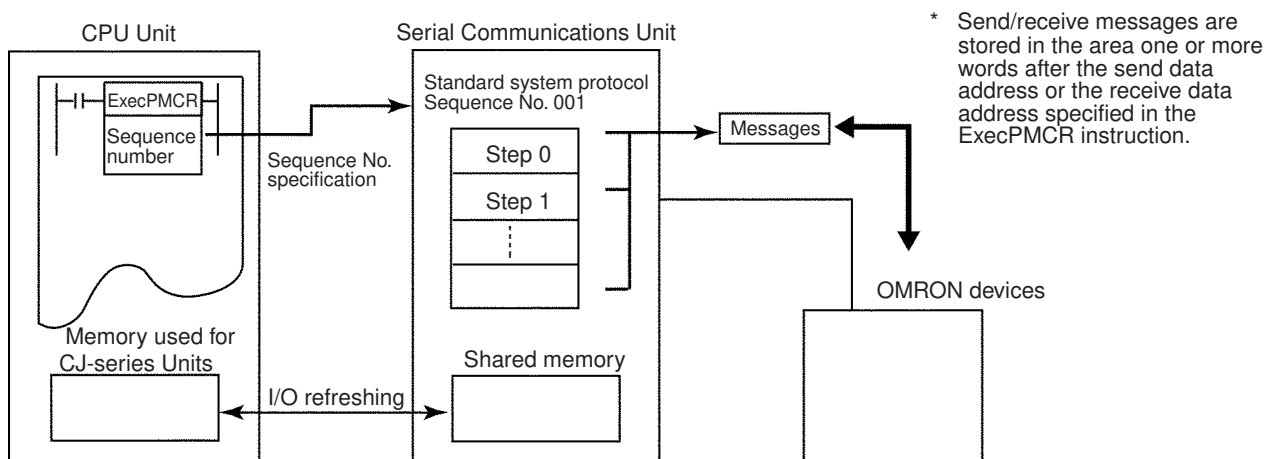 CPU Unit
ExecPMCR
Sequence
number
Sequence No.
specification
Memory used for
CJ-series Units
I/O refreshing
Serial Communications Unit
Standard system protocol
Sequence No. 001
Step 0
Step 1
Shared memory
Messages
OMRON devices
* Send/receive messages are
stored in the area one or more
words after the send data
address or the receive data
address specified in the
ExecPMCR instruction.